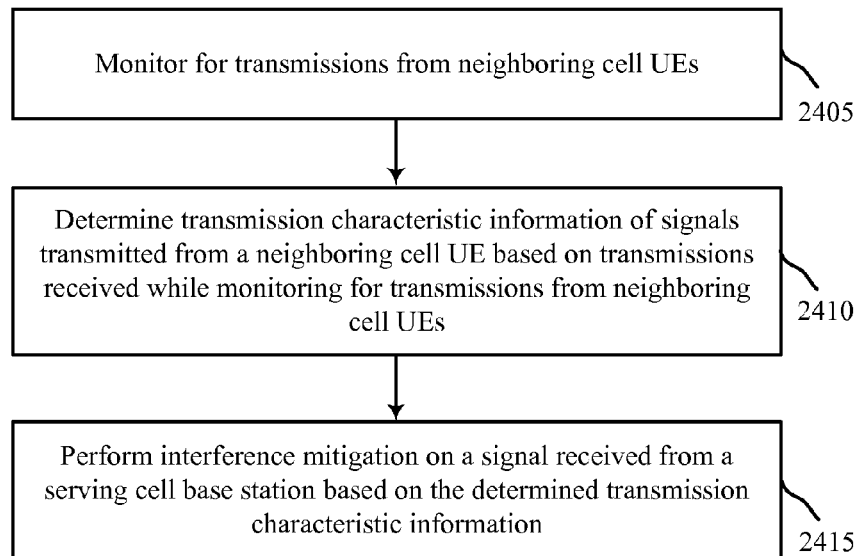 Monitor for transmissions from neighboring cell UEs
2405
Determine transmission characteristic information of signals
transmitted from a neighboring cell UE based on transmissions
received while monitoring for transmissions from neighboring
cell UEs
2410
Perform interference mitigation on a signal received from a
serving cell base station based on the determined transmission
characteristic information
2415